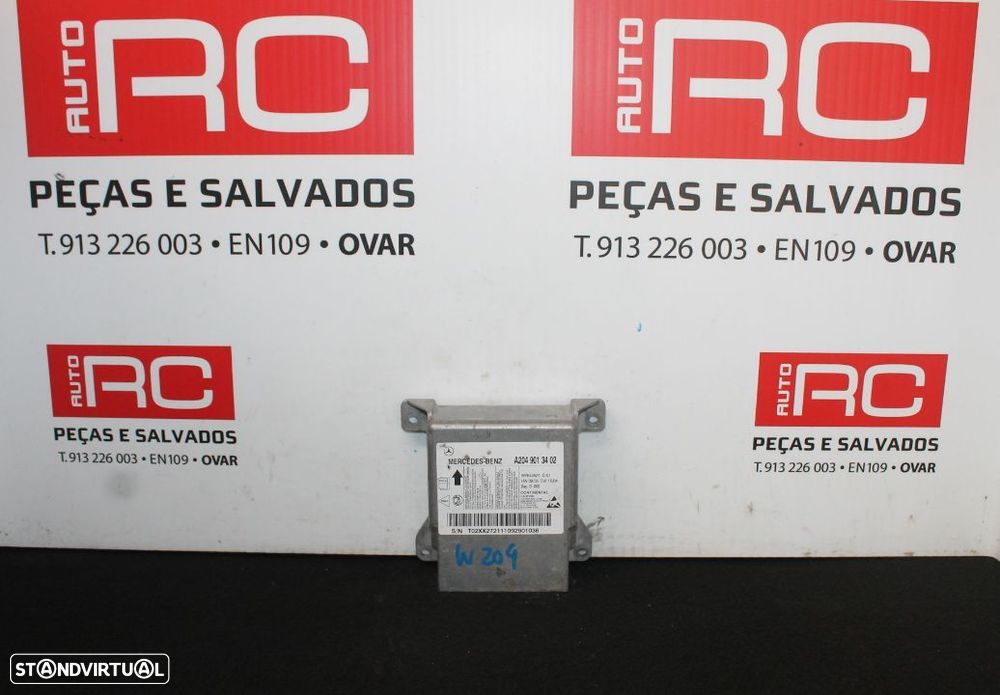 AUTO RC
PEÇAS E SALVADOS
T. 913 226 003 • EN109 • OVAR
AUTO RC
PEÇAS E SALVADOS
T. 913 226 003 • EN109 • OVAR
AUTO RC
PEÇAS E SALVADOS
T. 913 226 003 • EN109 • OVAR
AUTO RC
PEÇAS E SALVADOS
T. 913 226 003 • EN109 • OVAR
MERCEDES-BENZ A204 901 34 02
CONTINENTAL
S/N T02XK272111092901036
W204
STANDVIRTUAL